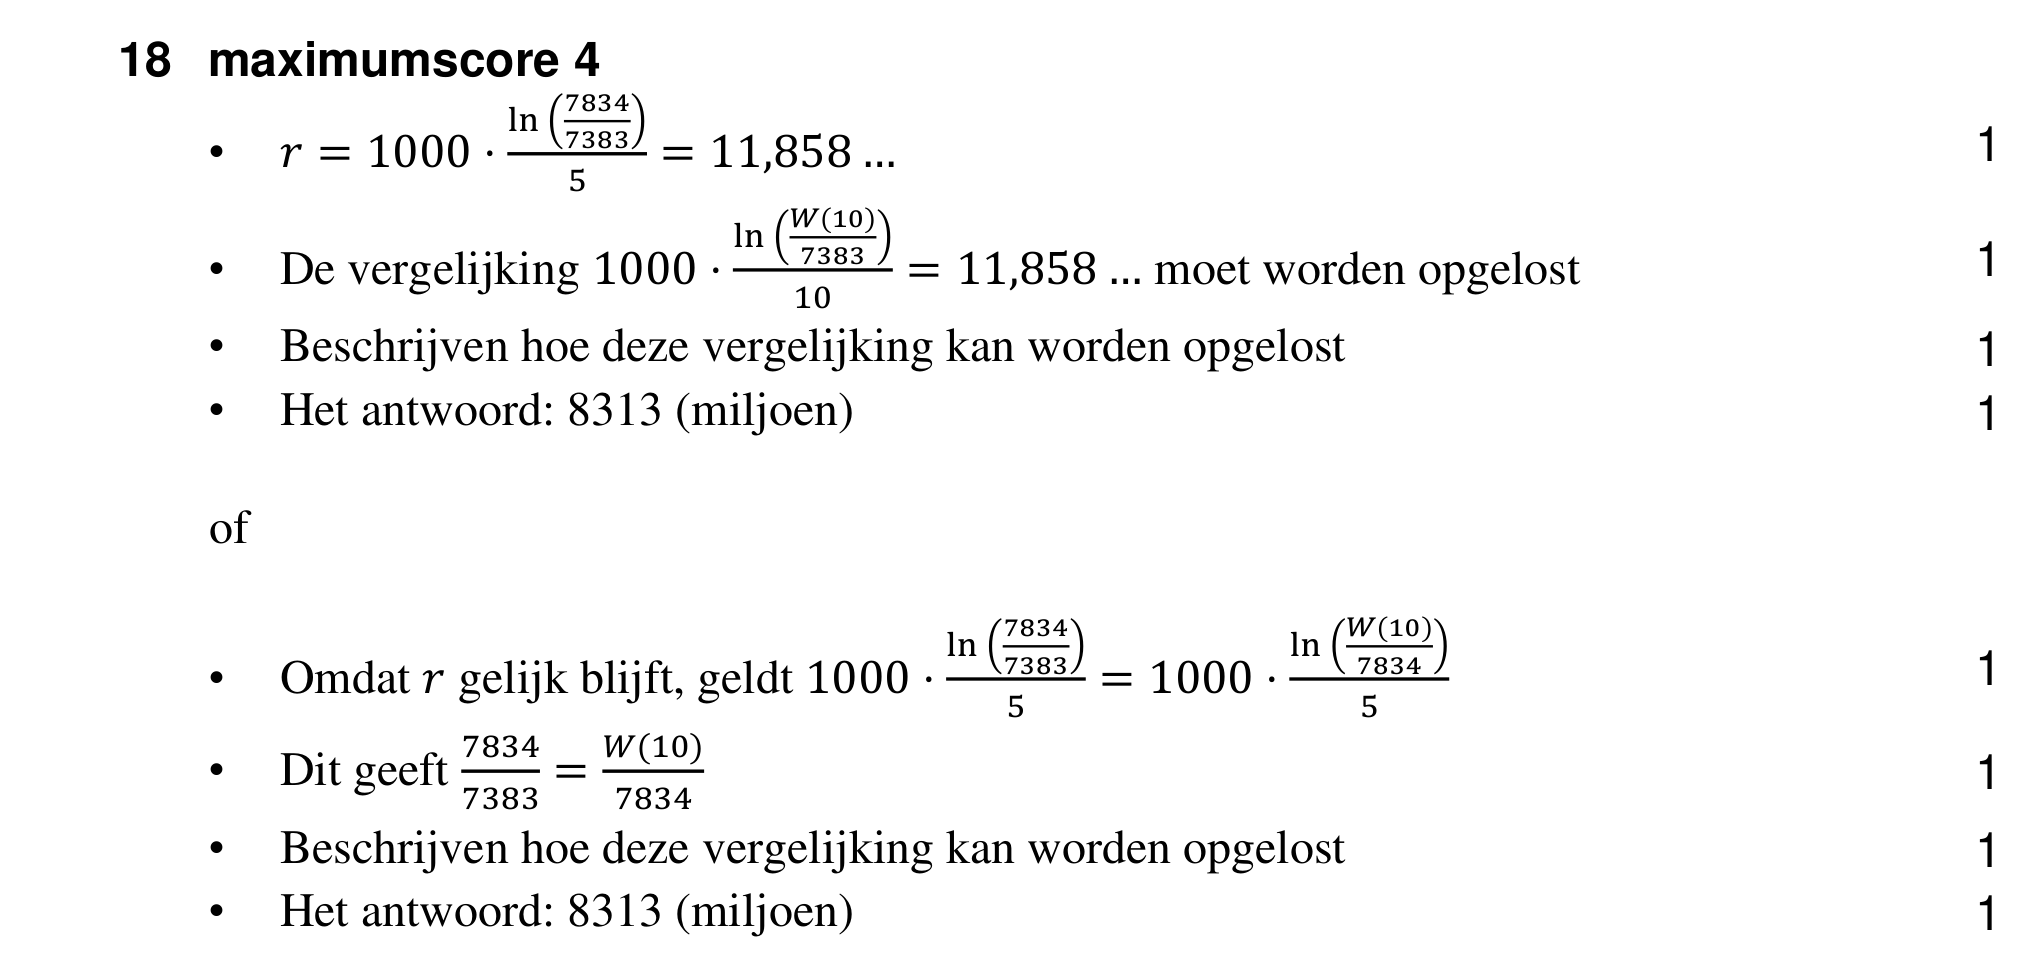 18 maximumscore 4
• r = 1000 · ln(7834/7383)/5 = 11,858 ... 1
• De vergelijking 1000 · ln(W(10)/7383)/10 = 11,858 ... moet worden opgelost 1
• Beschrijven hoe deze vergelijking kan worden opgelost 1
• Het antwoord: 8313 (miljoen) 1
of
• Omdat r gelijk blijft, geldt 1000 · ln(7834/7383)/5 = 1000 · ln(W(10)/7834)/5 1
• Dit geeft 7834/7383 = W(10)/7834 1
• Beschrijven hoe deze vergelijking kan worden opgelost 1
• Het antwoord: 8313 (miljoen) 1